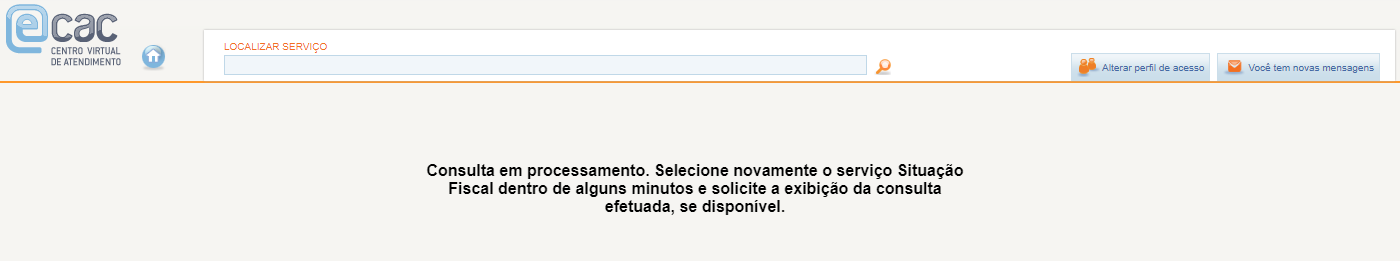 ecac
CENTRO VIRTUAL
DE ATENDIMENTO
LOCALIZAR SERVIÇO
Alterar perfil de acesso
Você tem novas mensagens
Consulta em processamento. Selecione novamente o serviço Situação
Fiscal dentro de alguns minutos e solicite a exibição da consulta
efetuada, se disponível.